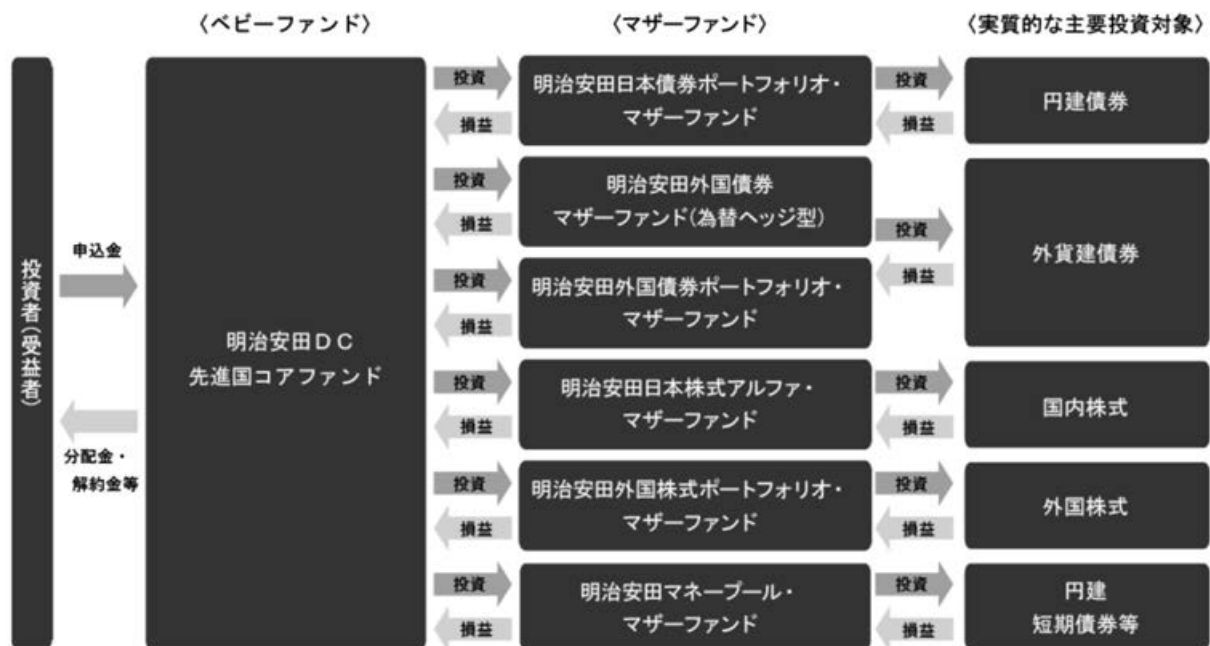 〈ベビーファンド〉
〈マザーファンド〉
〈実質的な主要投資対象〉
投資者(受益者)
申込金
分配金・
解約金等
明治安田DC
先進国コアファンド
投資
損益
明治安田日本債券ポートフォリオ・
マザーファンド
投資
損益
円建債券
投資
損益
明治安田外国債券
マザーファンド(為替ヘッジ型)
投資
損益
明治安田外国債券ポートフォリオ・
マザーファンド
投資
損益
外貨建債券
投資
損益
明治安田日本株式アルファ・
マザーファンド
投資
損益
国内株式
投資
損益
明治安田外国株式ポートフォリオ・
マザーファンド
投資
損益
外国株式
投資
損益
明治安田マネープール・
マザーファンド
投資
損益
円建
短期債券等